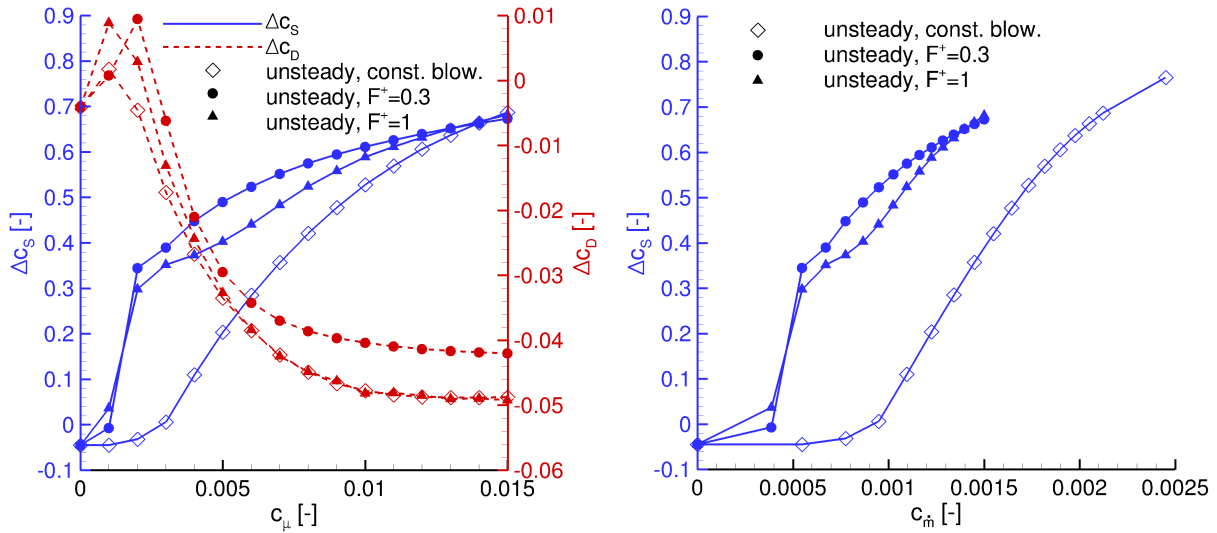 0.9
0.8
0.7
0.6
0.5
0.4
0.3
0.2
0.1
0
-0.1
Δc_S [-]
Δc_S
Δc_D
unsteady, const. blow.
unsteady, F⁺=0.3
unsteady, F⁺=1
0.01
0
-0.01
-0.02
-0.03
-0.04
-0.05
-0.06
Δc_D [-]
0 0.005 0.01 0.015
c_μ [-]
0.9
0.8
0.7
0.6
0.5
0.4
0.3
0.2
0.1
0
-0.1
Δc_S [-]
unsteady, const. blow.
unsteady, F⁺=0.3
unsteady, F⁺=1
0 0.0005 0.001 0.0015 0.002 0.0025
c_ṁ [-]